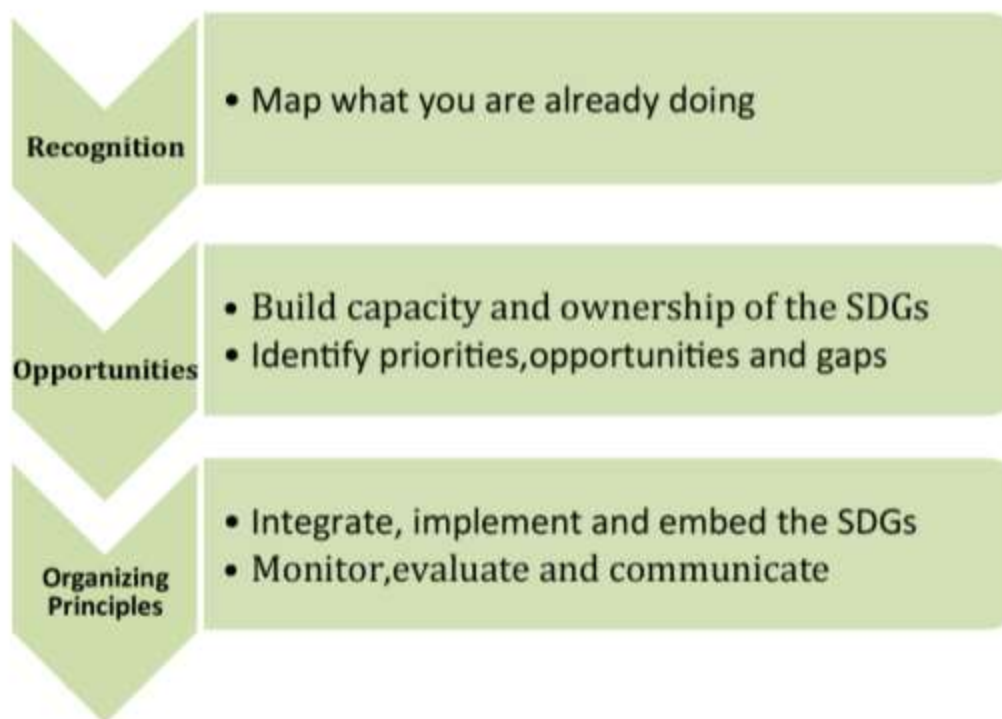 Recognition
• Map what you are already doing
Opportunities
• Build capacity and ownership of the SDGs
• Identify priorities,opportunities and gaps
Organizing
Principles
• Integrate, implement and embed the SDGs
• Monitor,evaluate and communicate